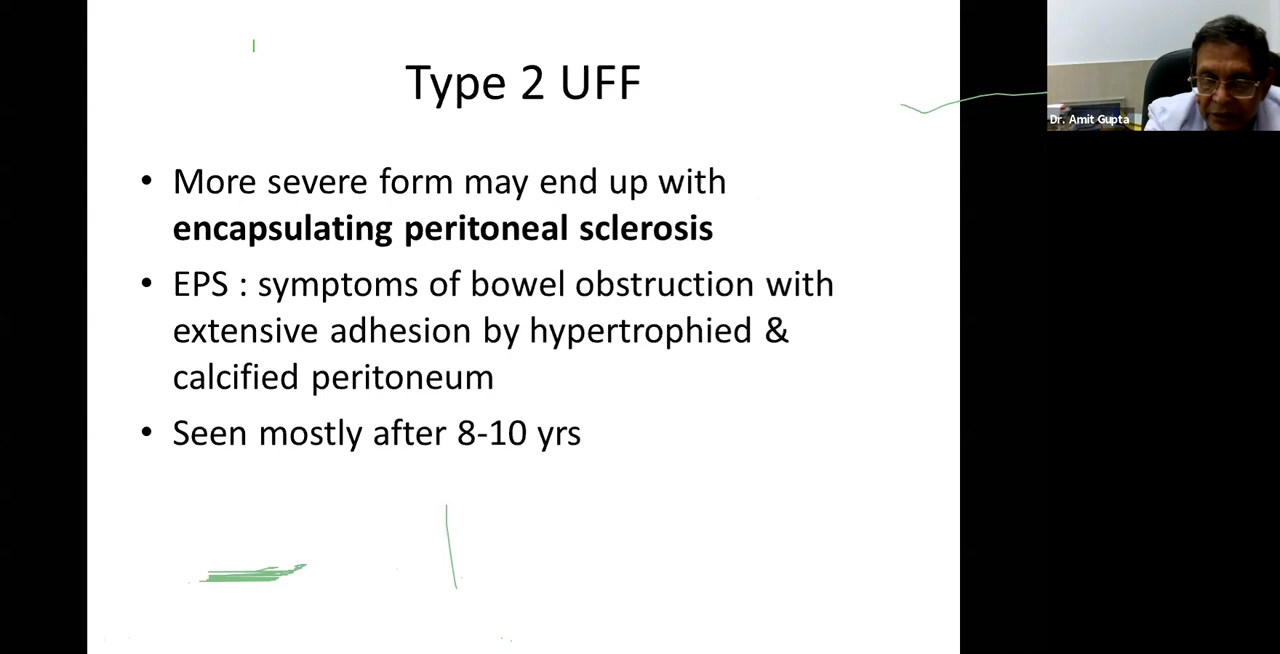 Type 2 UFF
Dr. Amit Gupta
• More severe form may end up with
encapsulating peritoneal sclerosis
• EPS : symptoms of bowel obstruction with
extensive adhesion by hypertrophied &
calcified peritoneum
• Seen mostly after 8-10 yrs